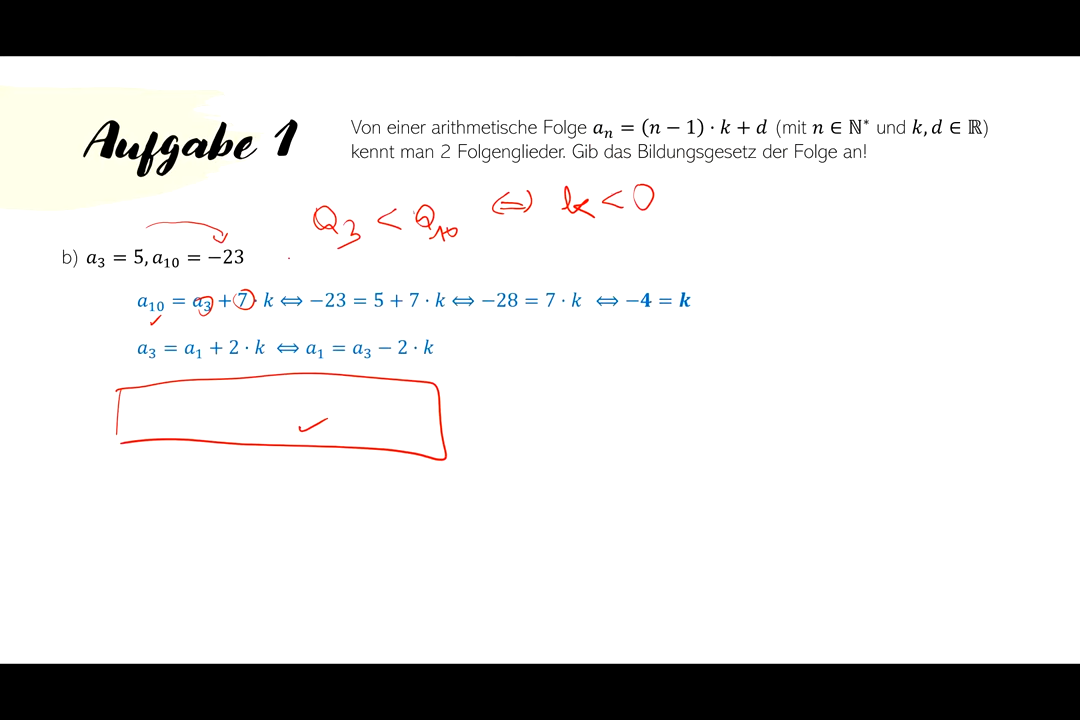 Aufgabe 1
Von einer arithmetische Folge aₙ = (n − 1) · k + d (mit n ∈ ℕ* und k, d ∈ ℝ)
kennt man 2 Folgenglieder. Gib das Bildungsgesetz der Folge an!
a₃ < a₁₀ ⇔ k < 0
b) a₃ = 5, a₁₀ = −23
a₁₀ = a₃ + 7 · k ⟺ −23 = 5 + 7 · k ⟺ −28 = 7 · k ⟺ −4 = k
a₃ = a₁ + 2 · k ⟺ a₁ = a₃ − 2 · k